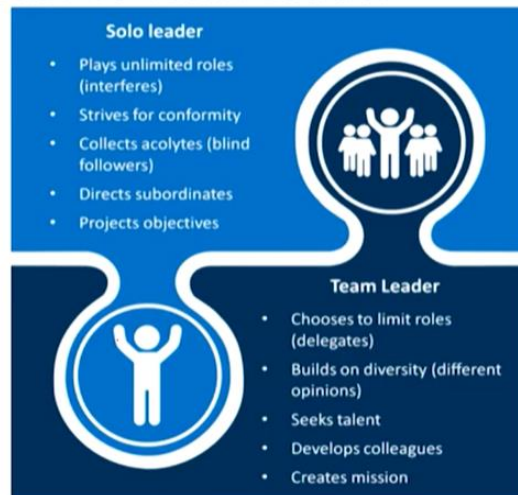 Solo leader
• Plays unlimited roles
(interferes)
• Strives for conformity
• Collects acolytes (blind
followers)
• Directs subordinates
• Projects objectives
Team Leader
• Chooses to limit roles
(delegates)
• Builds on diversity (different
opinions)
• Seeks talent
• Develops colleagues
• Creates mission